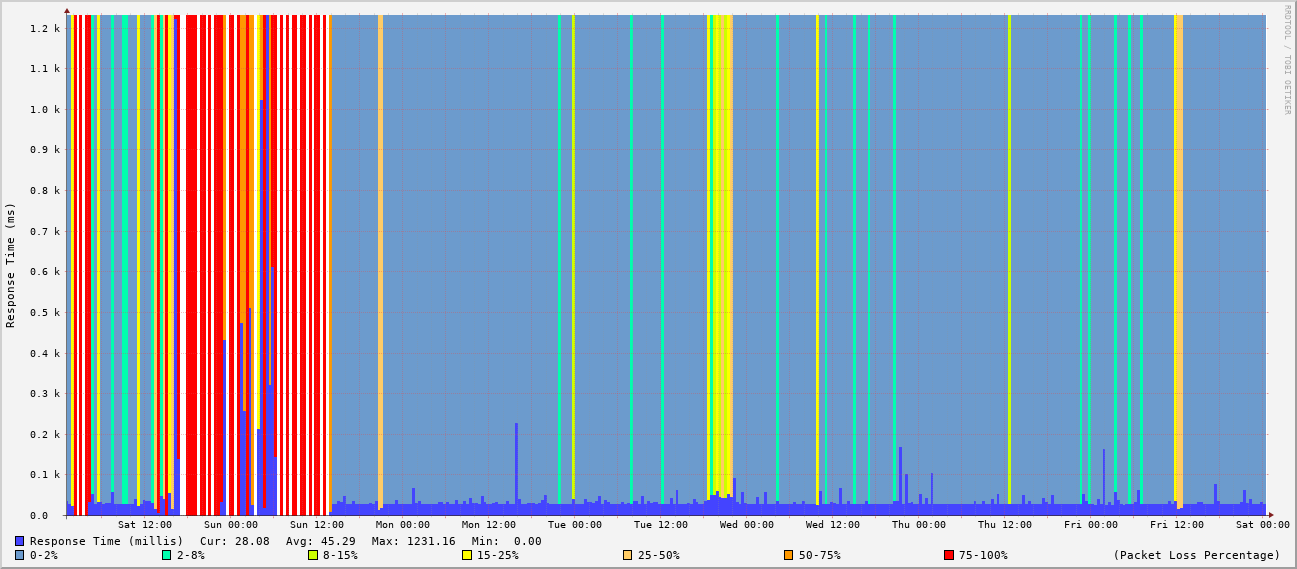 1.2 k
1.1 k
1.0 k
0.9 k
0.8 k
0.7 k
0.6 k
0.5 k
0.4 k
0.3 k
0.2 k
0.1 k
0.0
Response Time (ms)
RRDTOOL / TOBI OETIKER
Sat 12:00 Sun 00:00 Sun 12:00 Mon 00:00 Mon 12:00 Tue 00:00 Tue 12:00 Wed 00:00 Wed 12:00 Thu 00:00 Thu 12:00 Fri 00:00 Fri 12:00 Sat 00:00
Response Time (millis) Cur: 28.08 Avg: 45.29 Max: 1231.16 Min: 0.00
0-2% 2-8% 8-15% 15-25% 25-50% 50-75% 75-100% (Packet Loss Percentage)